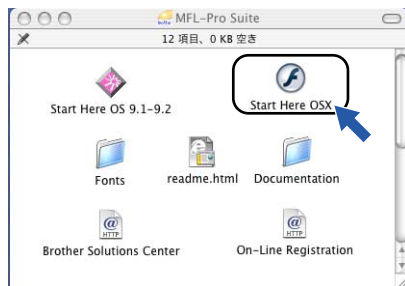 MFL-Pro Suite
12 項目、0 KB 空き
Start Here OS 9.1-9.2
Start Here OSX
Fonts
readme.html
Documentation
HTTP
HTTP
Brother Solutions Center
On-Line Registration